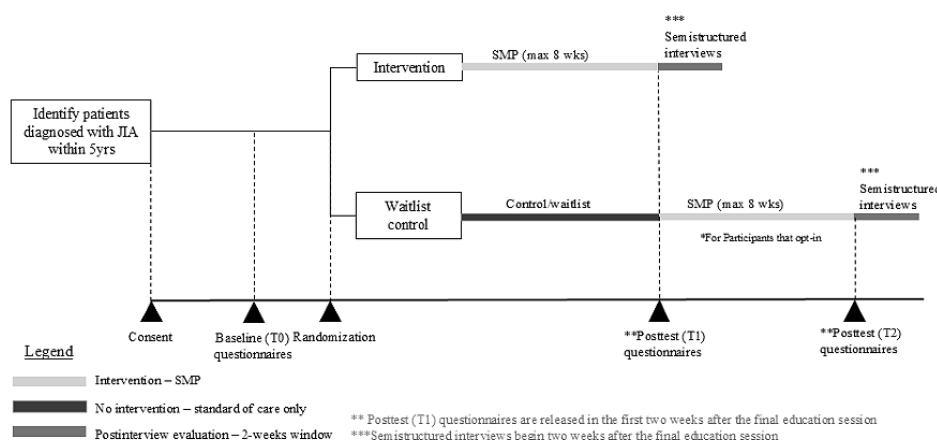 ***
Semistructured
interviews
SMP (max 8 wks)
Intervention
Identify patients
diagnosed with JIA
within 5yrs
***
Semistructured
interviews
Waitlist
control
Control/waitlist
SMP (max 8 wks)
*For Participants that opt-in
Consent
Baseline (T0)
questionnaires
Randomization
**Posttest (T1)
questionnaires
**Posttest (T2)
questionnaires
Legend
Intervention – SMP
No intervention – standard of care only
Postinterview evaluation – 2-weeks window
** Posttest (T1) questionnaires are released in the first two weeks after the final education session
***Semistructured interviews begin two weeks after the final education session